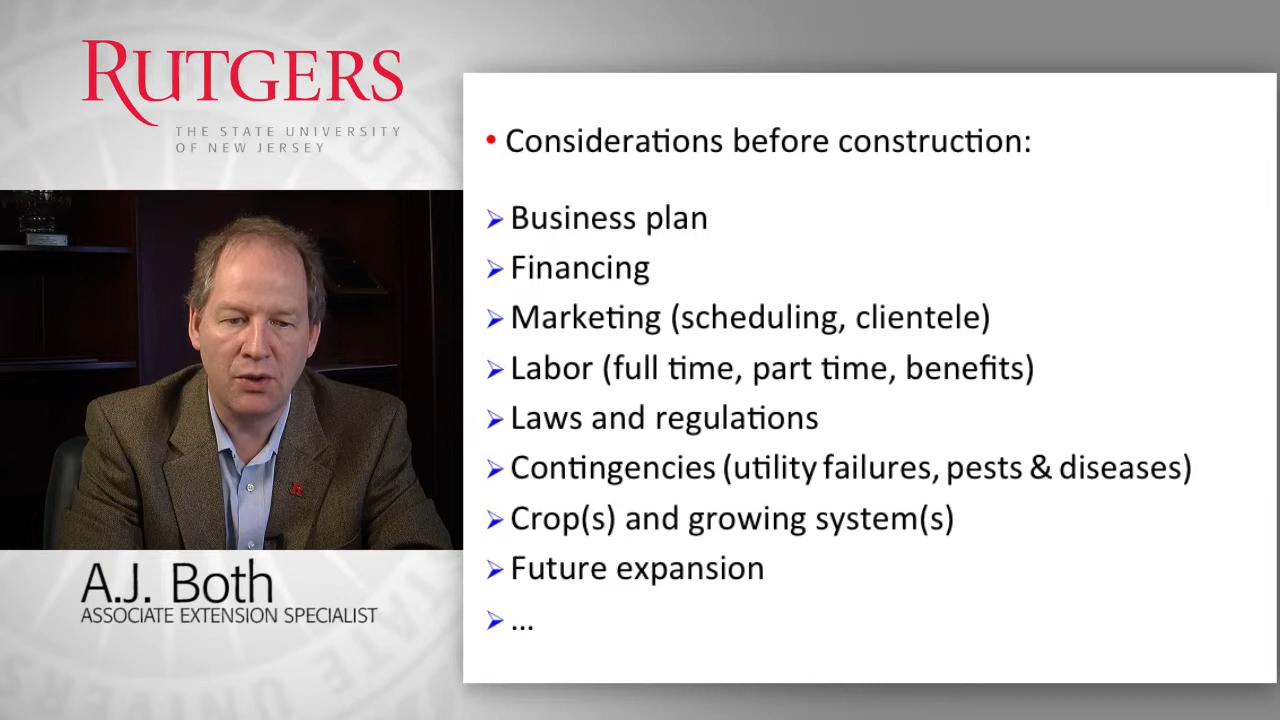 RUTGERS
THE STATE UNIVERSITY
OF NEW JERSEY
• Considerations before construction:
➢ Business plan
➢ Financing
➢ Marketing (scheduling, clientele)
➢ Labor (full time, part time, benefits)
➢ Laws and regulations
➢ Contingencies (utility failures, pests & diseases)
➢ Crop(s) and growing system(s)
➢ Future expansion
➢ ...
A.J. Both
ASSOCIATE EXTENSION SPECIALIST